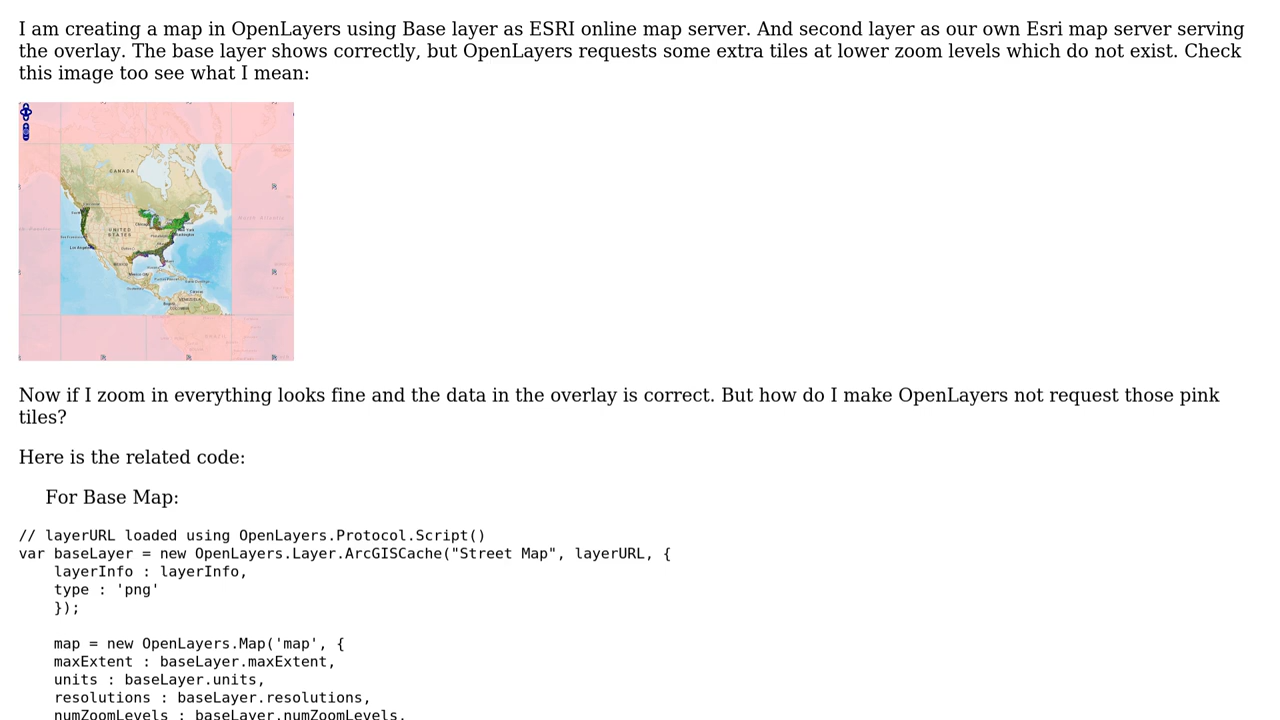 I am creating a map in OpenLayers using Base layer as ESRI online map server. And second layer as our own Esri map server serving
the overlay. The base layer shows correctly, but OpenLayers requests some extra tiles at lower zoom levels which do not exist. Check
this image too see what I mean:
CANADA
UNITED
STATES
Now if I zoom in everything looks fine and the data in the overlay is correct. But how do I make OpenLayers not request those pink
tiles?
Here is the related code:
For Base Map:
// layerURL loaded using OpenLayers.Protocol.Script()
var baseLayer = new OpenLayers.Layer.ArcGISCache("Street Map", layerURL, {
layerInfo : layerInfo,
type : 'png'
});
map = new OpenLayers.Map('map', {
maxExtent : baseLayer.maxExtent,
units : baseLayer.units,
resolutions : baseLayer.resolutions,
numZoomLevels : baseLayer.numZoomLevels,